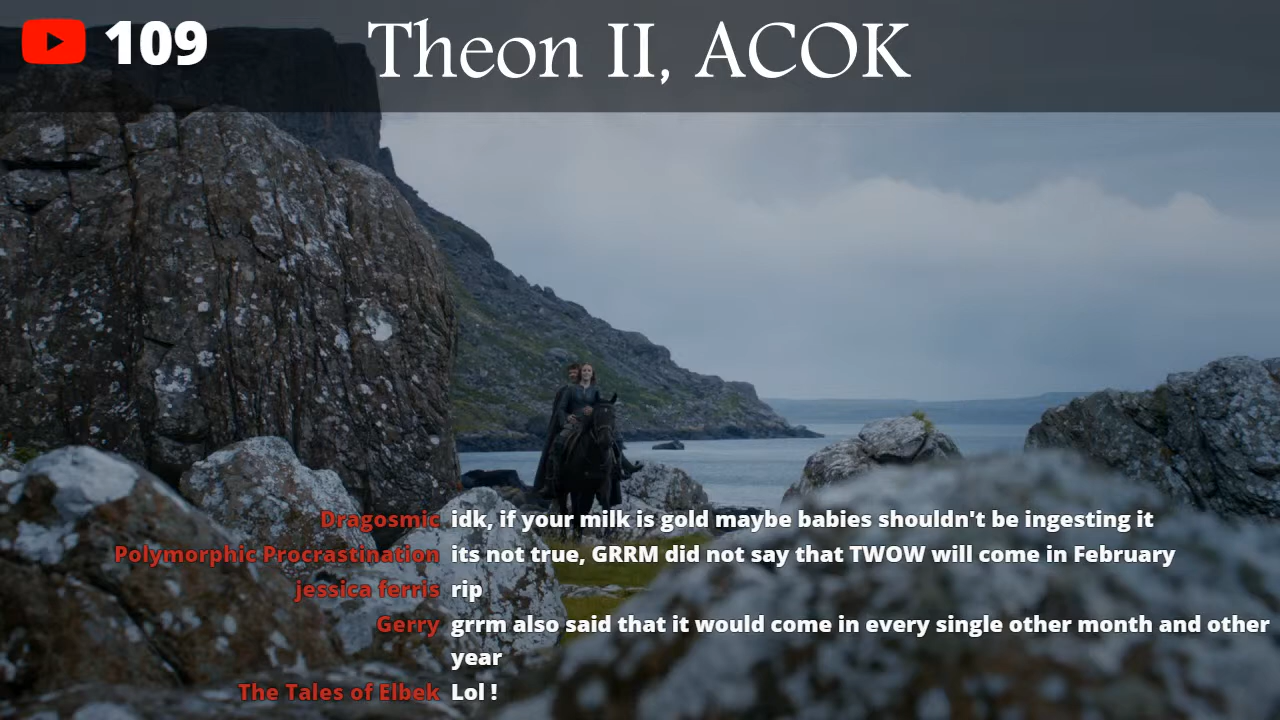 109
Theon II, ACOK
Dragosmic idk, if your milk is gold maybe babies shouldn't be ingesting it
Polymorphic Procrastination its not true, GRRM did not say that TWOW will come in February
jessica ferris rip
Gerry grrm also said that it would come in every single other month and other
year
The Tales of Elbek Lol !